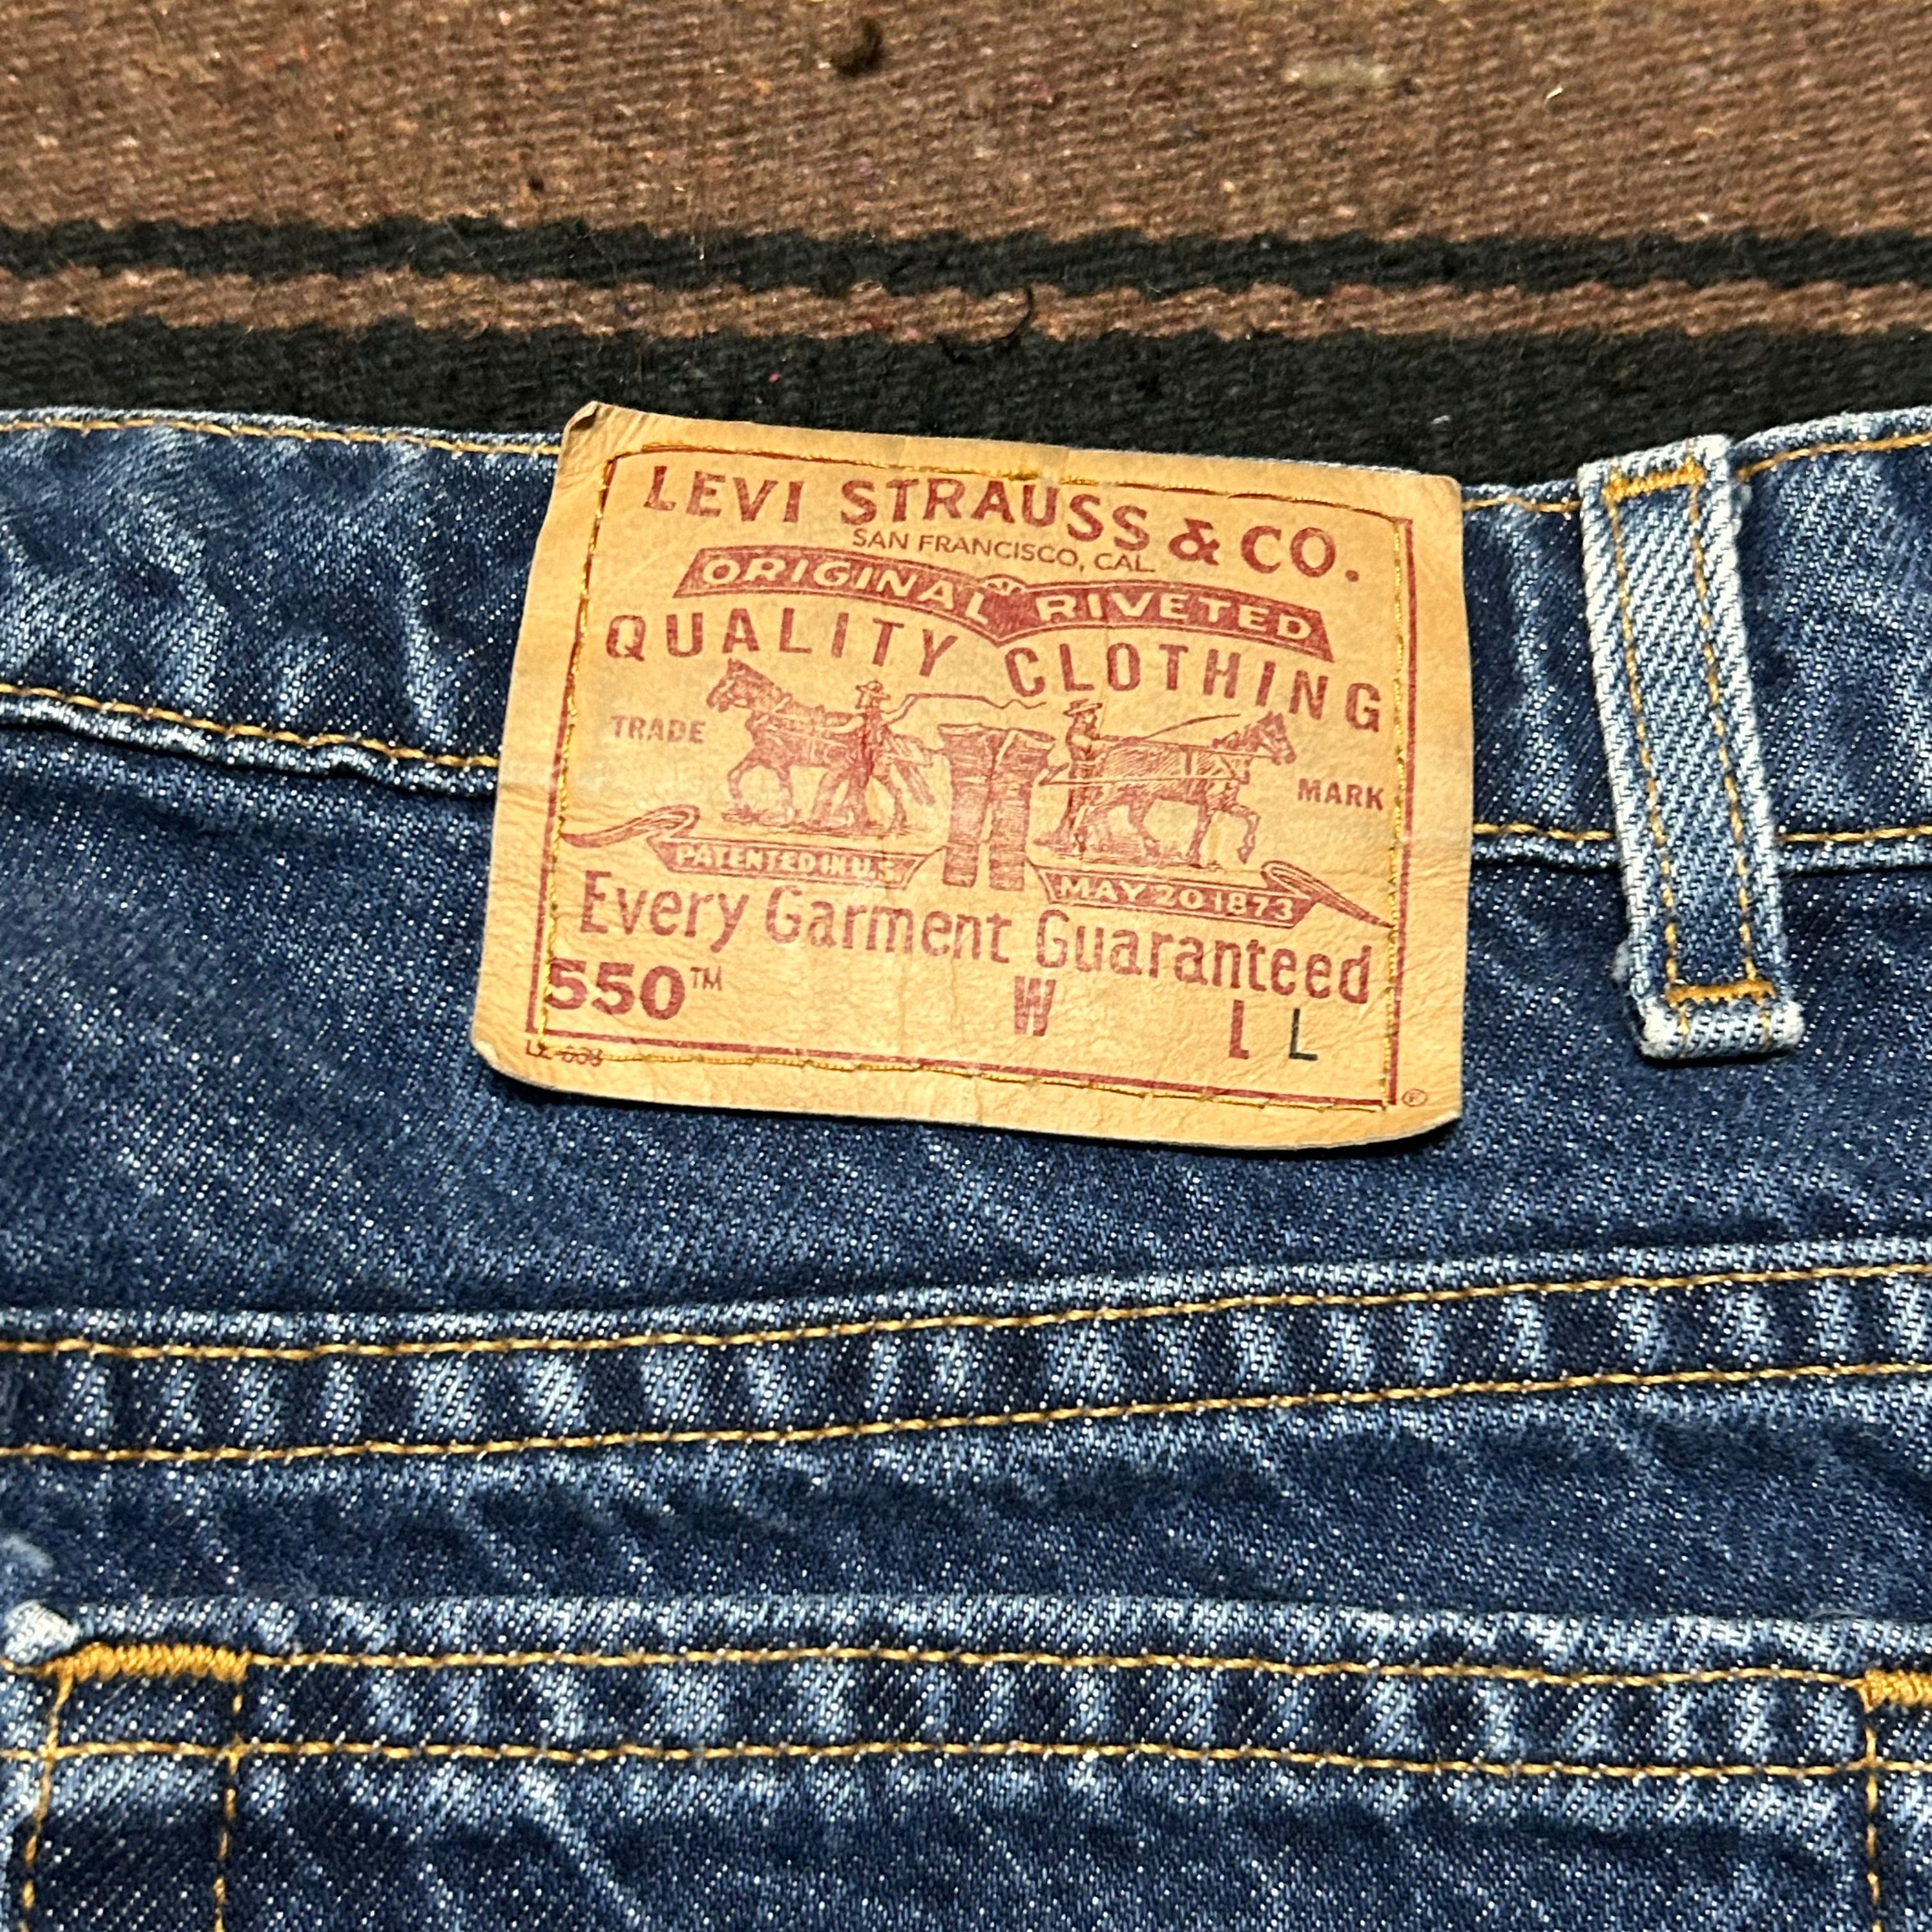 LEVI STRAUSS & CO.
SAN FRANCISCO, CAL.
ORIGINAL RIVETED
QUALITY CLOTHING
TRADE MARK
PATENTED IN U.S. MAY 20 1873
Every Garment Guaranteed
550™ W L L
®